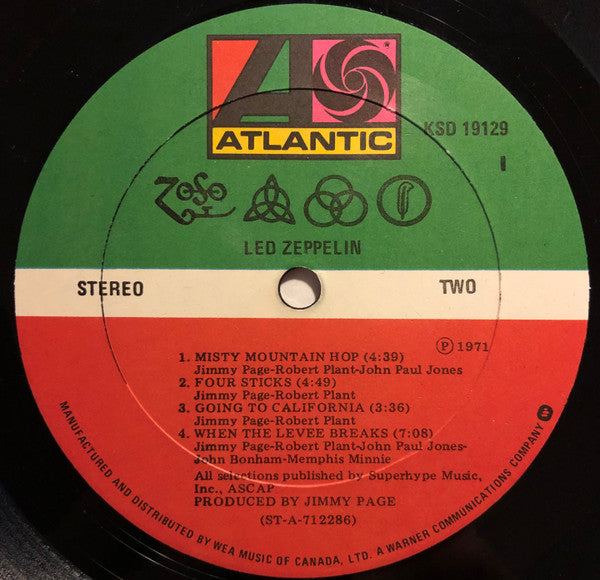 ATLANTIC
KSD 19129
I
ZoSo
LED ZEPPELIN
STEREO
TWO
℗ 1971
1. MISTY MOUNTAIN HOP (4:39)
Jimmy Page-Robert Plant-John Paul Jones
2. FOUR STICKS (4:49)
Jimmy Page-Robert Plant
3. GOING TO CALIFORNIA (3:36)
Jimmy Page-Robert Plant
4. WHEN THE LEVEE BREAKS (7:08)
Jimmy Page-Robert Plant-John Paul Jones-
John Bonham-Memphis Minnie
All selections published by Superhype Music,
Inc., ASCAP
PRODUCED BY JIMMY PAGE
(ST-A-712286)
MANUFACTURED AND DISTRIBUTED BY WEA MUSIC OF CANADA, LTD. A WARNER COMMUNICATIONS COMPANY